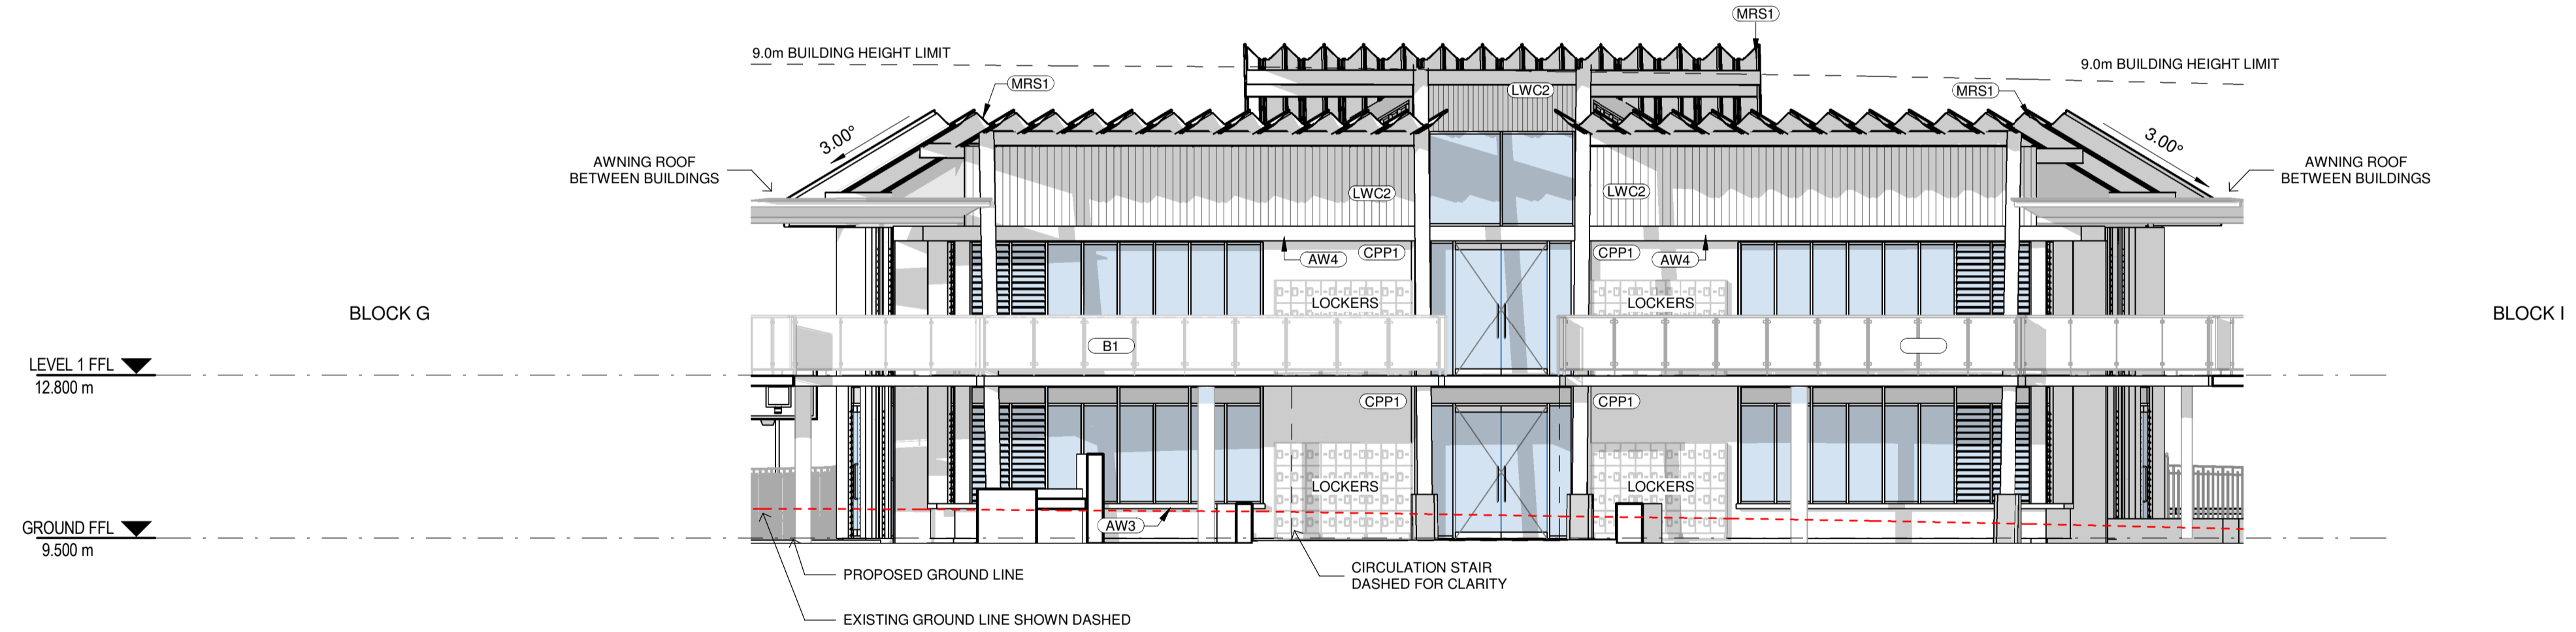 MRS1
9.0m BUILDING HEIGHT LIMIT
9.0m BUILDING HEIGHT LIMIT
MRS1
LWC2
MRS1
3.00°
3.00°
AWNING ROOF
BETWEEN BUILDINGS
AWNING ROOF
BETWEEN BUILDINGS
LWC2
LWC2
CPP1
CPP1
AW4
AW4
LOCKERS
LOCKERS
BLOCK G
BLOCK I
B1
LEVEL 1 FFL
12.800 m
CPP1
CPP1
LOCKERS
LOCKERS
AW3
GROUND FFL
9.500 m
PROPOSED GROUND LINE
CIRCULATION STAIR
DASHED FOR CLARITY
EXISTING GROUND LINE SHOWN DASHED